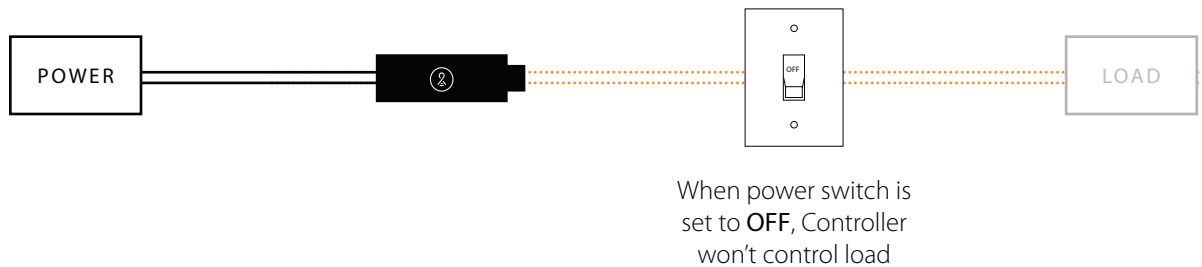 POWER
OFF
LOAD
When power switch is
set to OFF, Controller
won't control load